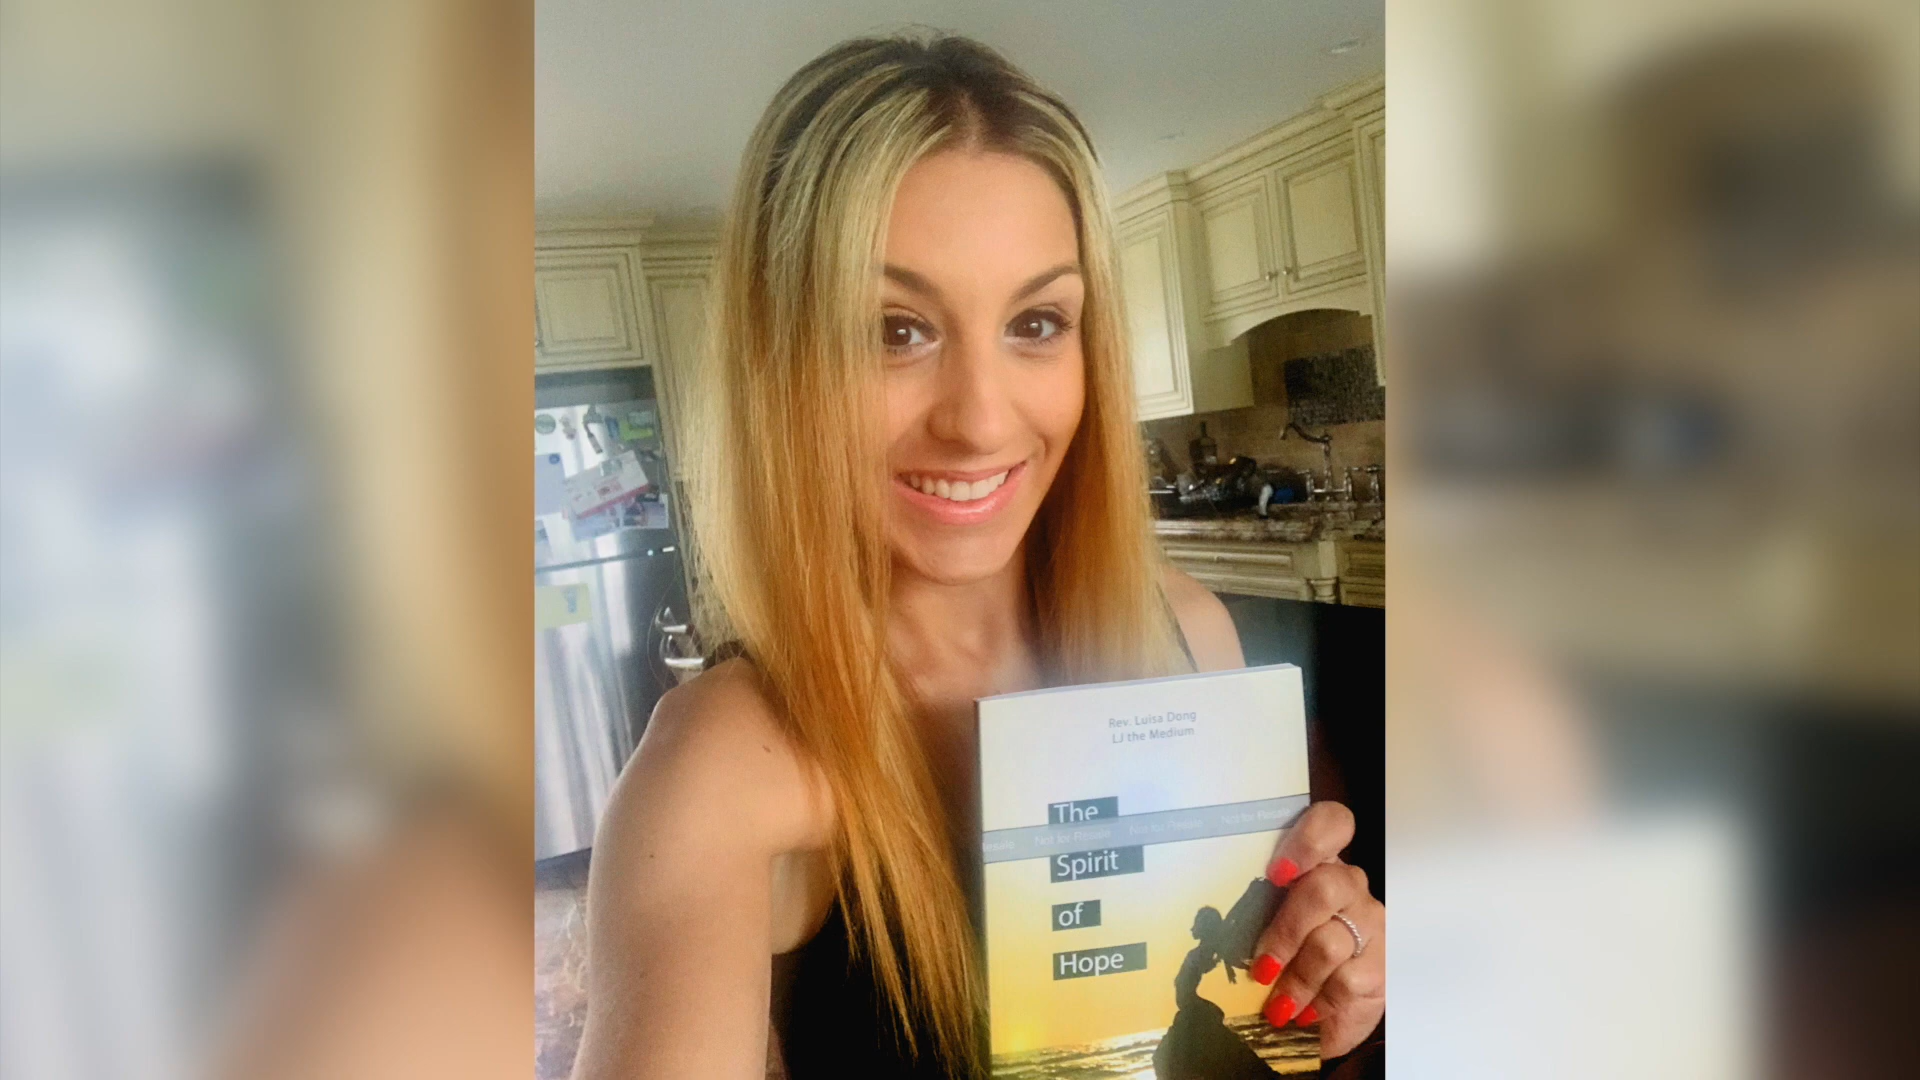 Rev. Luisa Dong
LJ the Medium
The
Resale Not for Resale Not for Resale Not for Resale
Spirit
of
Hope